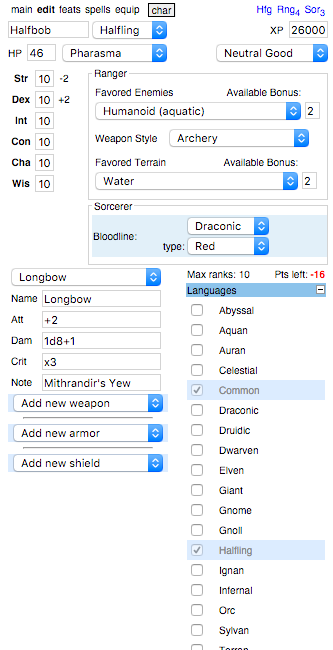 main edit feats spells equip char Hfg Rng4 Sor3
Halfbob Halfling XP 26000
HP 46 Pharasma Neutral Good
Str 10 -2
Dex 10 +2
Int 10
Con 10
Cha 10
Wis 10
Ranger
Favored Enemies Available Bonus:
Humanoid (aquatic) 2
Weapon Style Archery
Favored Terrain Available Bonus:
Water 2
Sorcerer
Bloodline: Draconic
type: Red
Longbow
Name Longbow
Att +2
Dam 1d8+1
Crit x3
Note Mithrandir's Yew
Add new weapon
Add new armor
Add new shield
Max ranks: 10 Pts left: -16
Languages
Abyssal
Aquan
Auran
Celestial
Common
Draconic
Druidic
Dwarven
Elven
Giant
Gnome
Gnoll
Halfling
Ignan
Infernal
Orc
Sylvan